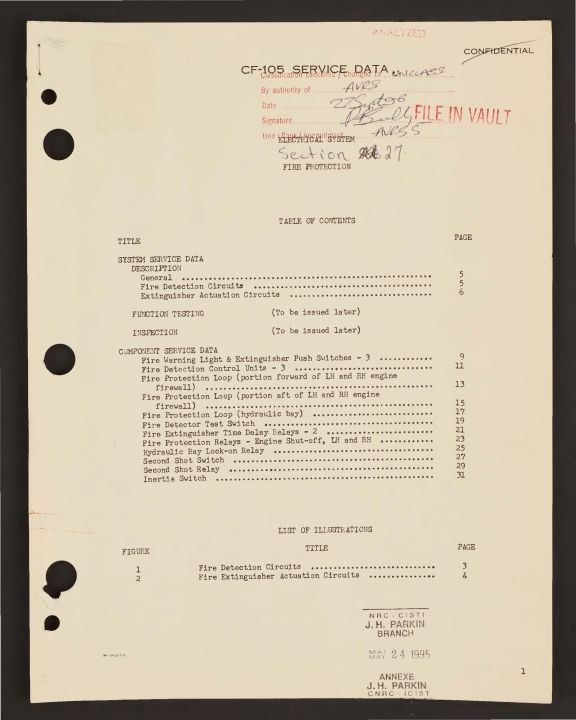 ANALYZED
CONFIDENTIAL
CF-105 SERVICE DATA
Classification cancelled / changed to UNCLASS
By authority of AVRS
Date 27 Sept 96
Signature
FILE IN VAULT
Unit / Rank / Appointment AVRS 5
ELECTRICAL SYSTEM
Section 27
FIRE PROTECTION
TABLE OF CONTENTS
TITLE PAGE
SYSTEM SERVICE DATA
DESCRIPTION
General .......... 5
Fire Detection Circuits .......... 5
Extinguisher Actuation Circuits .......... 6
FUNCTION TESTING (To be issued later)
INSPECTION (To be issued later)
COMPONENT SERVICE DATA
Fire Warning Light & Extinguisher Push Switches - 3 .......... 9
Fire Detection Control Units - 3 .......... 11
Fire Protection Loop (portion forward of LH and RH engine
firewall) .......... 13
Fire Protection Loop (portion aft of LH and RH engine
firewall) .......... 15
Fire Protection Loop (hydraulic bay) .......... 17
Fire Detector Test Switch .......... 19
Fire Extinguisher Time Delay Relays - 2 .......... 21
Fire Protection Relays - Engine Shut-off, LH and RH .......... 23
Hydraulic Bay Lock-on Relay .......... 25
Second Shot Switch .......... 27
Second Shot Relay .......... 29
Inertia Switch .......... 31
LIST OF ILLUSTRATIONS
FIGURE TITLE PAGE
1 Fire Detection Circuits .......... 3
2 Fire Extinguisher Actuation Circuits .......... 4
NRC - CISTI
J. H. PARKIN
BRANCH
MAI
MAY 24 1995
ANNEXE
J. H. PARKIN
CNRC - ICIST
1